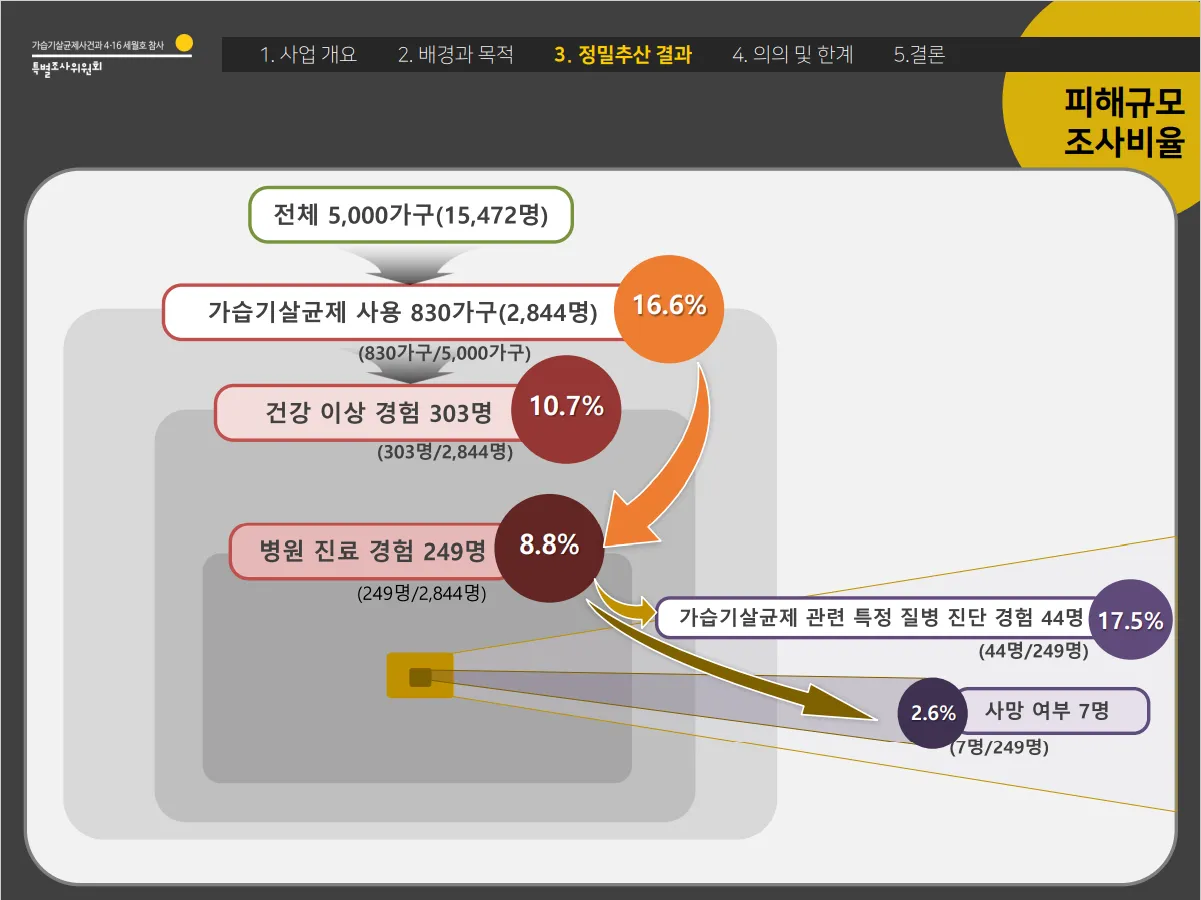 가습기살균제사건과 4·16 세월호 참사
특별조사위원회
1. 사업 개요 2. 배경과 목적 3. 정밀추산 결과 4. 의의 및 한계 5.결론
피해규모
조사비율
전체 5,000가구(15,472명)
가습기살균제 사용 830가구(2,844명)
16.6%
(830가구/5,000가구)
건강 이상 경험 303명
10.7%
(303명/2,844명)
병원 진료 경험 249명
8.8%
(249명/2,844명)
가습기살균제 관련 특정 질병 진단 경험 44명
17.5%
(44명/249명)
2.6%
사망 여부 7명
(7명/249명)